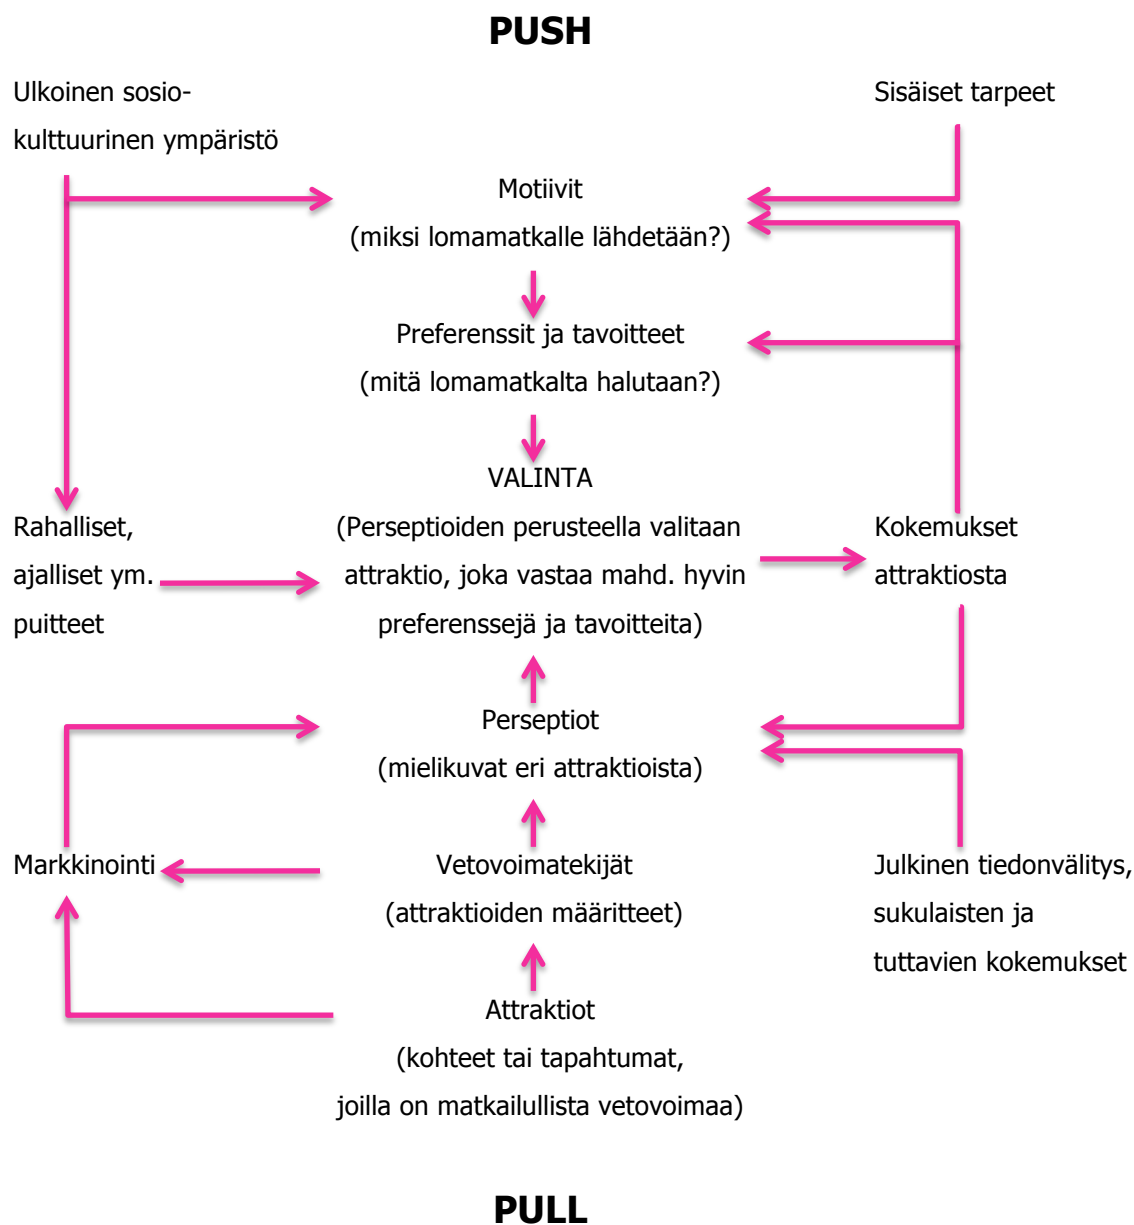 PUSH
Ulkoinen sosio-
kulttuurinen ympäristö
Sisäiset tarpeet
Motiivit
(miksi lomamatkalle lähdetään?)
Preferenssit ja tavoitteet
(mitä lomamatkalta halutaan?)
VALINTA
Rahalliset,
ajalliset ym.
puitteet
(Perseptioiden perusteella valitaan
attraktio, joka vastaa mahd. hyvin
preferenssejä ja tavoitteita)
Kokemukset
attraktiosta
Perseptiot
(mielikuvat eri attraktioista)
Markkinointi
Vetovoimatekijät
(attraktioiden määritteet)
Julkinen tiedonvälitys,
sukulaisten ja
tuttavien kokemukset
Attraktiot
(kohteet tai tapahtumat,
joilla on matkailullista vetovoimaa)
PULL